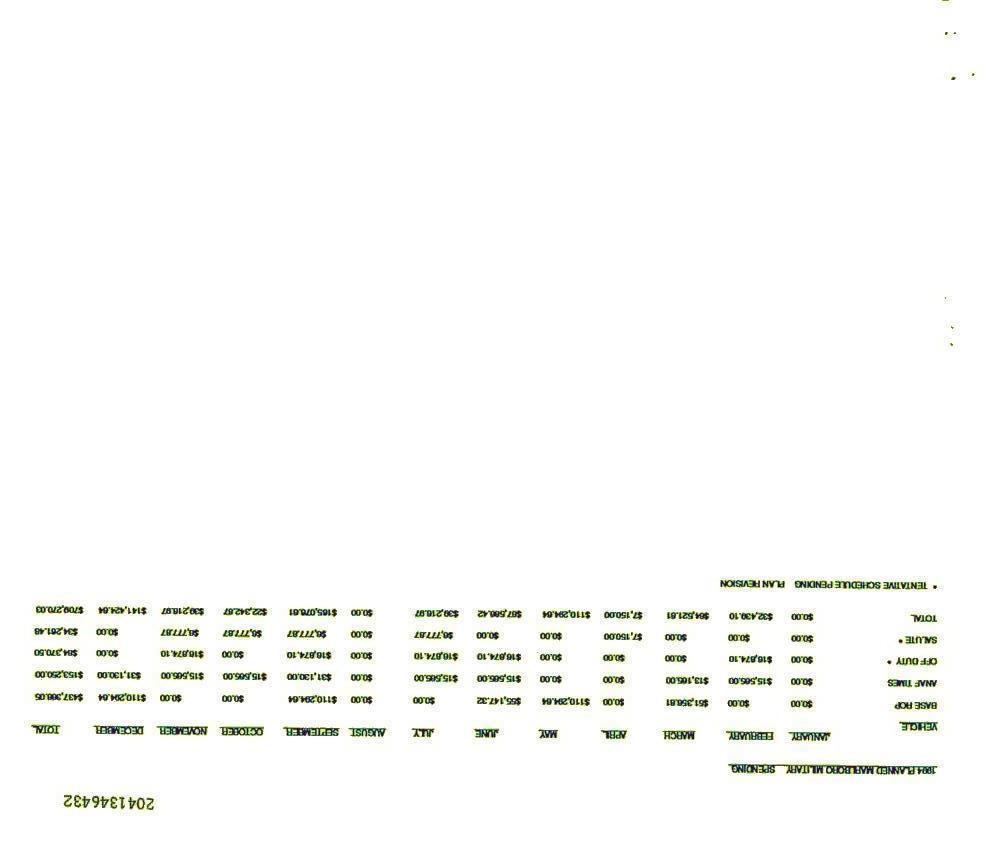 2041346432
1994 PLANNED MARLBORO MILITARY SPENDING
VEHICLE JANUARY FEBRUARY MARCH APRIL MAY JUNE JULY AUGUST SEPTEMBER OCTOBER NOVEMBER DECEMBER TOTAL
BASE HOP $0.00 $0.00 $51,356.81 $0.00 $110,294.64 $55,147.32 $0.00 $0.00 $110,294.64 $0.00 $0.00 $110,294.64 $437,388.05
ANAF TIMES $0.00 $15,565.00 $13,165.00 $0.00 $0.00 $15,565.00 $15,565.00 $0.00 $31,130.00 $15,565.00 $15,565.00 $31,130.00 $153,250.00
OFF DUTY * $0.00 $16,874.10 $0.00 $0.00 $0.00 $16,874.10 $16,874.10 $0.00 $16,874.10 $0.00 $16,874.10 $0.00 $84,370.50
SALUTE * $0.00 $0.00 $0.00 $7,150.00 $0.00 $0.00 $6,777.87 $0.00 $6,777.87 $6,777.87 $6,777.87 $0.00 $34,261.48
TOTAL $0.00 $32,439.10 $64,521.81 $7,150.00 $110,294.64 $87,586.42 $39,216.97 $0.00 $165,076.61 $22,342.87 $39,216.97 $141,424.64 $709,270.03
* TENTATIVE SCHEDULE PENDING PLAN REVISION